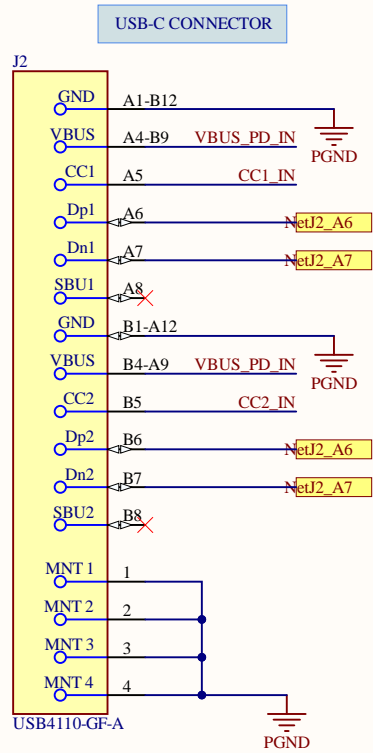 USB-C CONNECTOR
J2
GND A1-B12
PGND
VBUS A4-B9 VBUS_PD_IN
CC1 A5 CC1_IN
Dp1 A6 NetJ2_A6
Dn1 A7 NetJ2_A7
SBU1 A8
GND B1-A12
PGND
VBUS B4-A9 VBUS_PD_IN
CC2 B5 CC2_IN
Dp2 B6 NetJ2_A6
Dn2 B7 NetJ2_A7
SBU2 B8
MNT 1 1
MNT 2 2
MNT 3 3
MNT 4 4
USB4110-GF-A
PGND